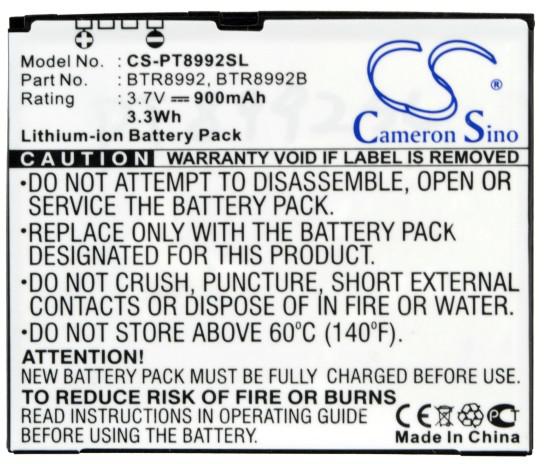 Model No. : CS-PT8992SL
Part No. : BTR8992, BTR8992B
Rating : 3.7V 900mAh
3.3Wh
Lithium-ion Battery Pack
CS
®
Cameron Sino
CAUTION WARRANTY VOID IF LABEL IS REMOVED
•DO NOT ATTEMPT TO DISASSEMBLE, OPEN OR
SERVICE THE BATTERY PACK.
•REPLACE ONLY WITH THE BATTERY PACK
DESIGNATED FOR THIS PRODUCT.
•DO NOT CRUSH, PUNCTURE, SHORT EXTERNAL
CONTACTS OR DISPOSE OF IN FIRE OR WATER.
•DO NOT STORE ABOVE 60°C (140°F).
ATTENTION!
NEW BATTERY PACK MUST BE FULLY CHARGED BEFORE USE.
TO REDUCE RISK OF FIRE OR BURNS
READ INSTRUCTIONS IN OPERATING GUIDE
BEFORE USING THIS BATTERY PACK.
CE
Made In China